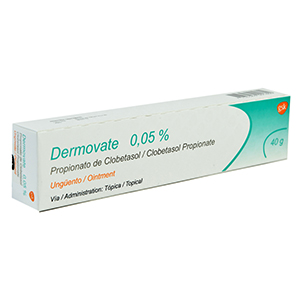 gsk
Dermovate 0,05 %
Propionato de Clobetasol / Clobetasol Propionate
Ungüento / Ointment
40 g
Vía / Administration: Tópica / Topical